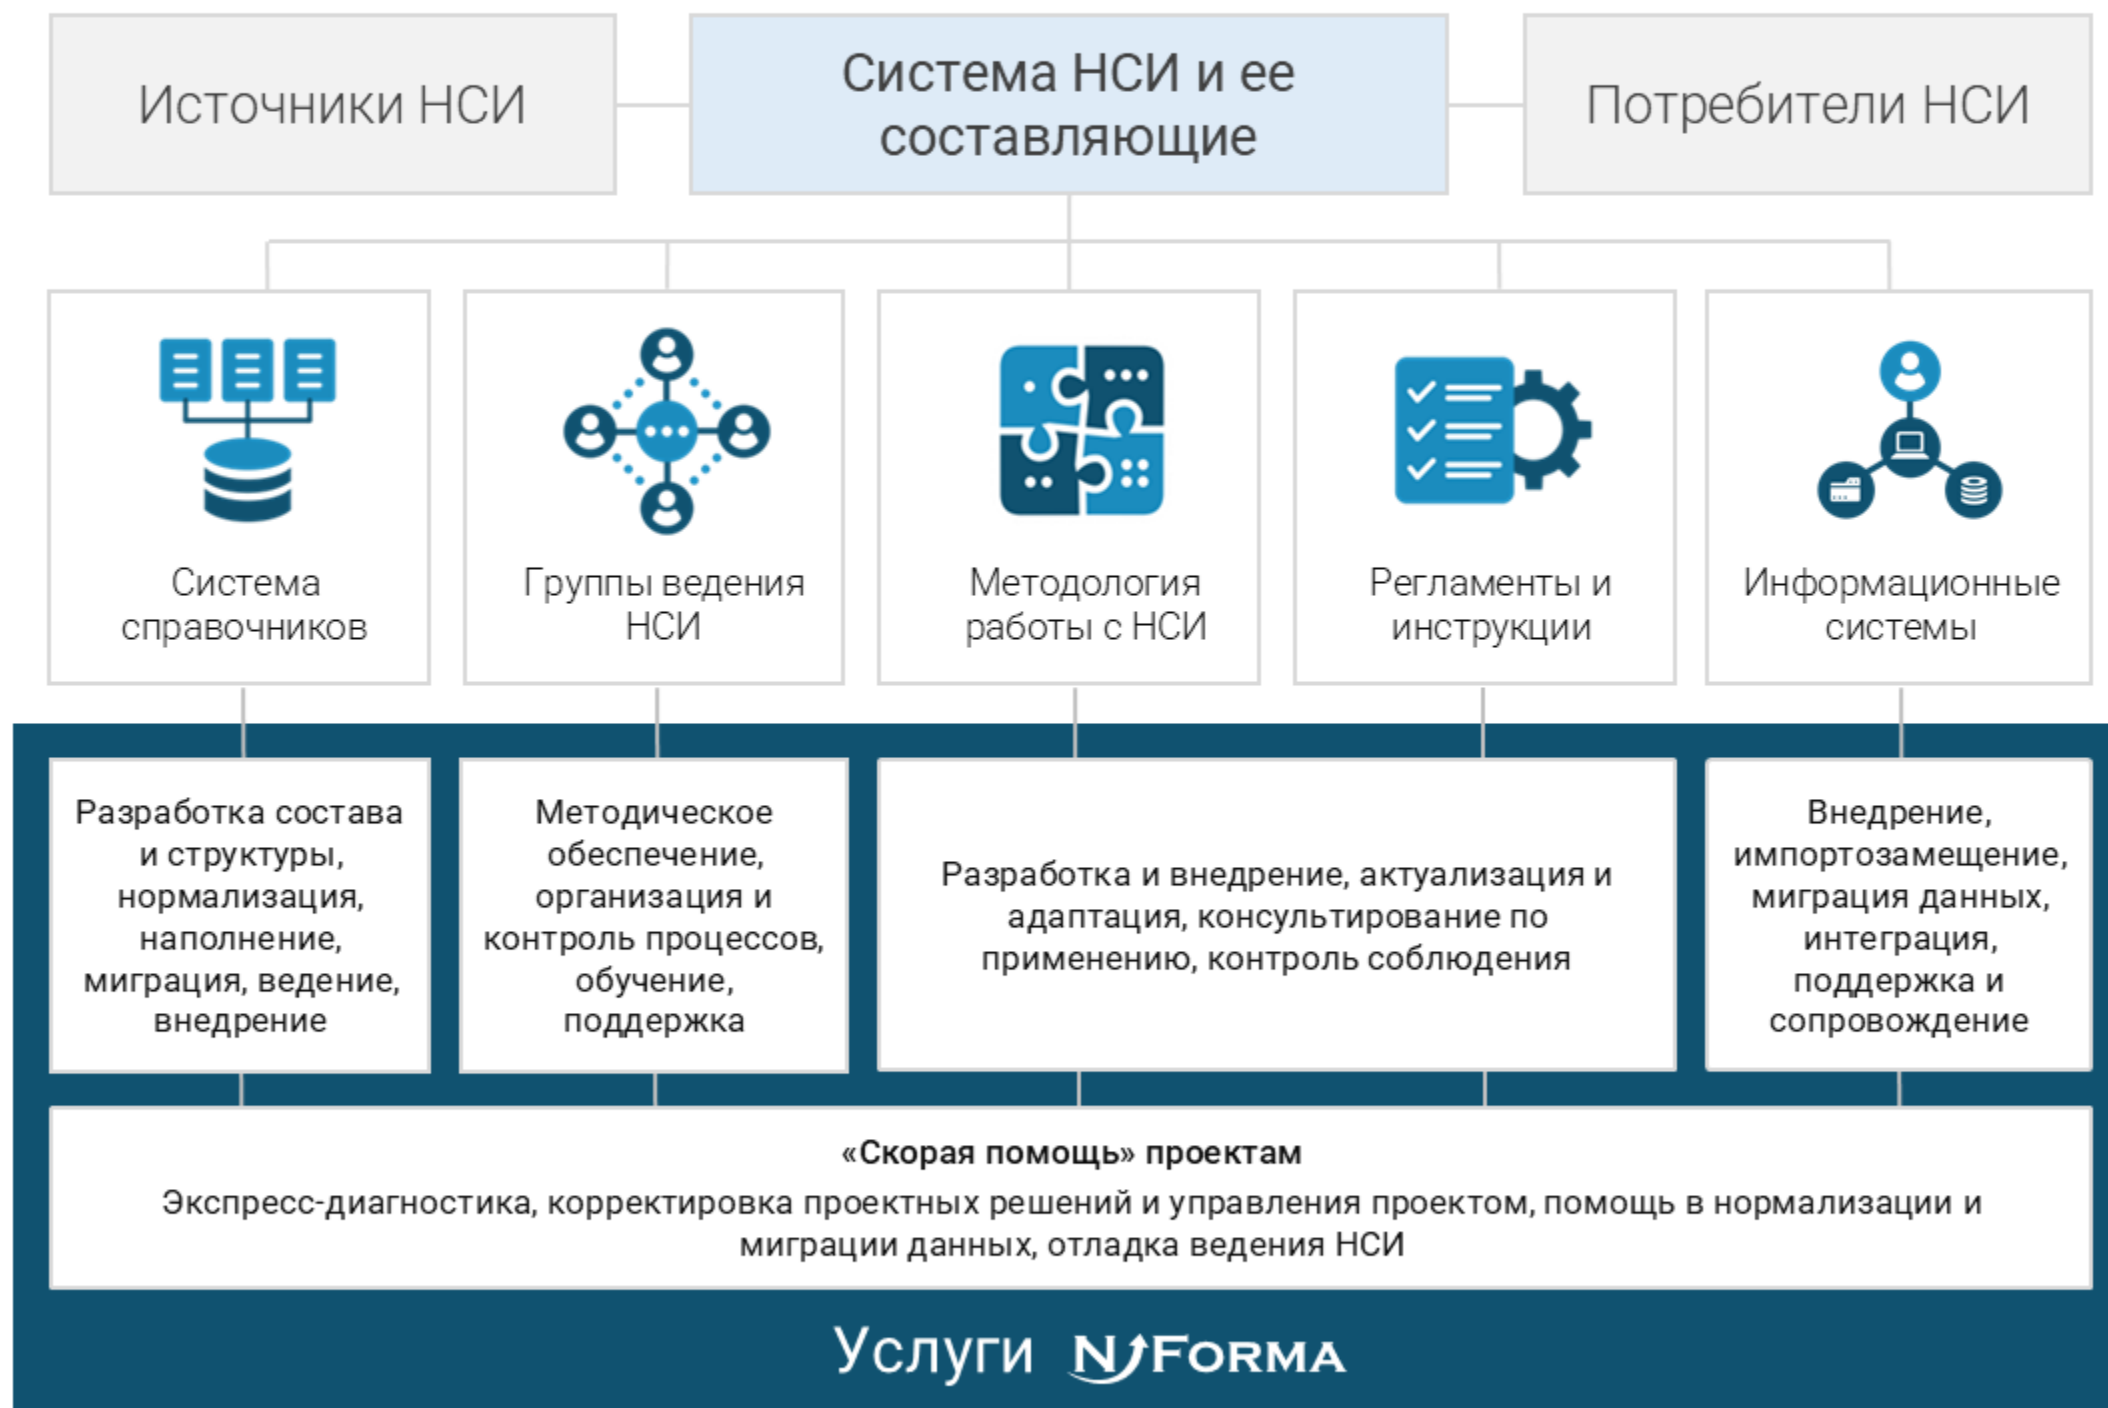 Источники НСИ
Система НСИ и ее
составляющие
Потребители НСИ
Система
справочников
Группы ведения
НСИ
Методология
работы с НСИ
Регламенты и
инструкции
Информационные
системы
Разработка состава
и структуры,
нормализация,
наполнение,
миграция, ведение,
внедрение
Методическое
обеспечение,
организация и
контроль процессов,
обучение,
поддержка
Разработка и внедрение, актуализация и
адаптация, консультирование по
применению, контроль соблюдения
Внедрение,
импортозамещение,
миграция данных,
интеграция,
поддержка и
сопровождение
«Скорая помощь» проектам
Экспресс-диагностика, корректировка проектных решений и управления проектом, помощь в нормализации и
миграции данных, отладка ведения НСИ
Услуги NFORMA